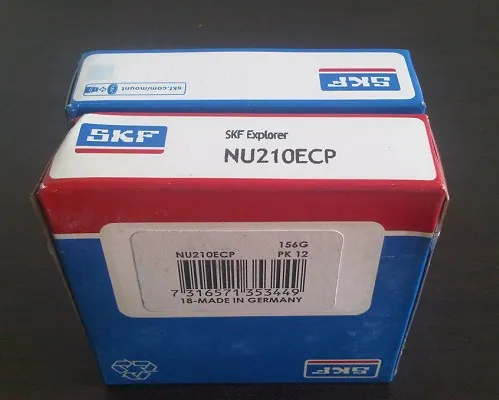 SKF
skf.com/mount
SKF
SKF Explorer
NU210ECP
156G
NU210ECP PK 12
7 316571 353449
18-MADE IN GERMANY
SKF